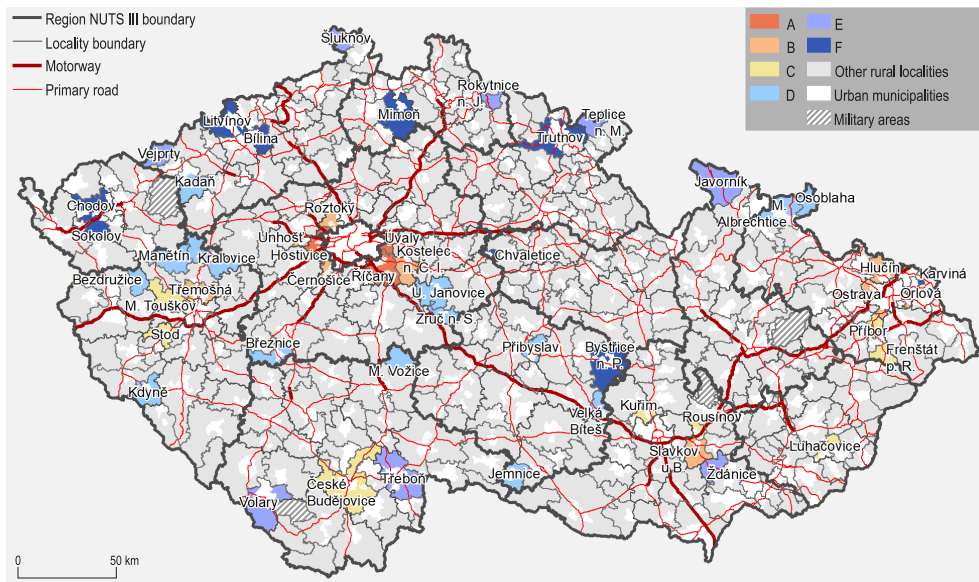 Region NUTS III boundary
Locality boundary
Motorway
Primary road
A
B
C
D
E
F
Other rural localities
Urban municipalities
Military areas
Šluknov
Rokytnice
n. J.
Teplice
n. M.
Litvínov
Bílina
Mimoň
Trutnov
Vejprty
Kadaň
Javorník
Osoblaha
M.
Albrechtice
Chodov
Sokolov
Roztoky
Unhošť
Hostivice
Úvaly
Kostelec
n. Č. l.
Manětín
Kralovice
Černošice
Říčany
Chvaletice
Hlučín
Karviná
Bezdružice
Třemošná
M. Touškov
U. Janovice
Ostrava
Orlová
Zruč n. S.
Příbor
Stod
Březnice
Přibyslav
Bystřice
n. P.
Frenštát
p. R.
M. Vožice
Kdyně
Velká
Bíteš
Kuřim
Rousínov
Slavkov
u B.
Luhačovice
Ždánice
Jemnice
České
Budějovice
Třeboň
Volary
0
50 km